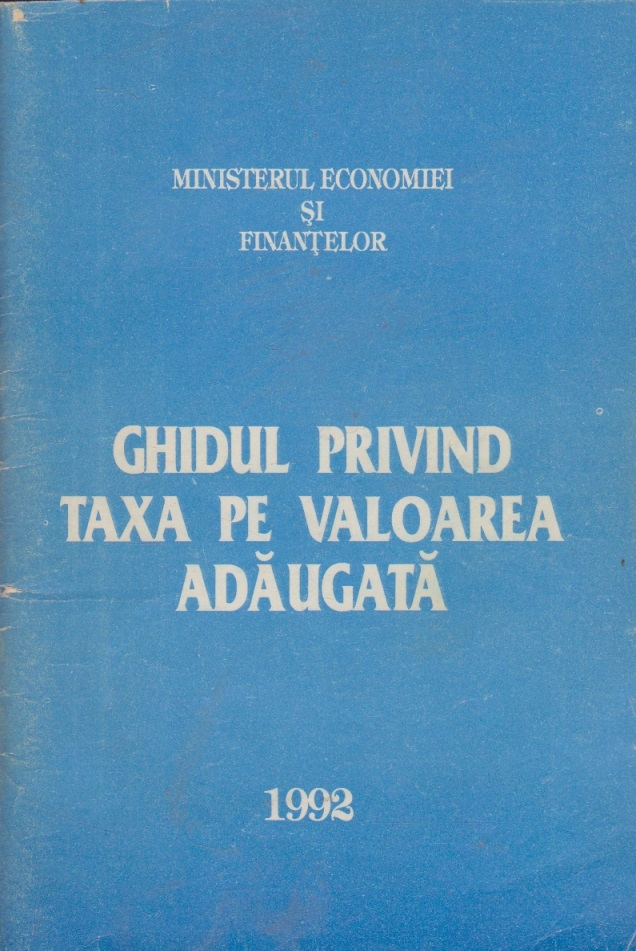 MINISTERUL ECONOMIEI
ŞI
FINANŢELOR
GHIDUL PRIVIND
TAXA PE VALOAREA
ADĂUGATĂ
1992